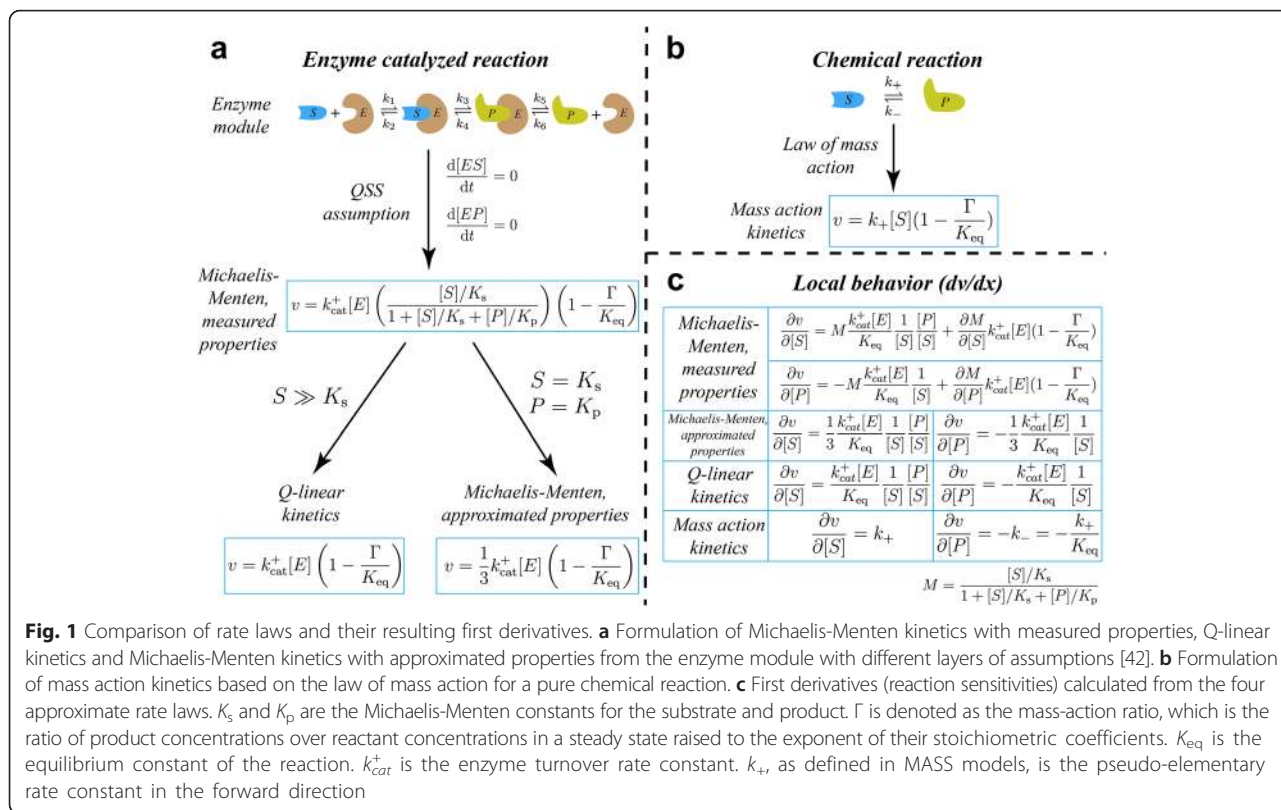 a
Enzyme catalyzed reaction
Enzyme module
S + E k₁ ⇌ k₂ S E k₃ ⇌ k₄ P E k₅ ⇌ k₆ P + E
QSS assumption
d[ES]/dt = 0
d[EP]/dt = 0
Michaelis-Menten, measured properties
v = k⁺cat[E] ( [S]/Kₛ / (1 + [S]/Kₛ + [P]/Kₚ) ) (1 − Γ/Keq)
S ≫ Kₛ
S = Kₛ
P = Kₚ
Q-linear kinetics
v = k⁺cat[E] (1 − Γ/Keq)
Michaelis-Menten, approximated properties
v = 1/3 k⁺cat[E] (1 − Γ/Keq)
b
Chemical reaction
S k₊ ⇌ k₋ P
Law of mass action
Mass action kinetics
v = k₊[S](1 − Γ/Keq)
c
Local behavior (dv/dx)
Michaelis-Menten, measured properties
∂v/∂[S] = M k⁺cat[E]/Keq 1/[S] [P]/[S] + ∂M/∂[S] k⁺cat[E](1 − Γ/Keq)
∂v/∂[P] = −M k⁺cat[E]/Keq 1/[S] + ∂M/∂[P] k⁺cat[E](1 − Γ/Keq)
Michaelis-Menten, approximated properties
∂v/∂[S] = 1/3 k⁺cat[E]/Keq 1/[S] [P]/[S]
∂v/∂[P] = −1/3 k⁺cat[E]/Keq 1/[S]
Q-linear kinetics
∂v/∂[S] = k⁺cat[E]/Keq 1/[S] [P]/[S]
∂v/∂[P] = −k⁺cat[E]/Keq 1/[S]
Mass action kinetics
∂v/∂[S] = k₊
∂v/∂[P] = −k₋ = −k₊/Keq
M = [S]/Kₛ / (1 + [S]/Kₛ + [P]/Kₚ)
Fig. 1 Comparison of rate laws and their resulting first derivatives. a Formulation of Michaelis-Menten kinetics with measured properties, Q-linear
kinetics and Michaelis-Menten kinetics with approximated properties from the enzyme module with different layers of assumptions [42]. b Formulation
of mass action kinetics based on the law of mass action for a pure chemical reaction. c First derivatives (reaction sensitivities) calculated from the four
approximate rate laws. Kₛ and Kₚ are the Michaelis-Menten constants for the substrate and product. Γ is denoted as the mass-action ratio, which is the
ratio of product concentrations over reactant concentrations in a steady state raised to the exponent of their stoichiometric coefficients. Keq is the
equilibrium constant of the reaction. k⁺cat is the enzyme turnover rate constant. k₊, as defined in MASS models, is the pseudo-elementary
rate constant in the forward direction